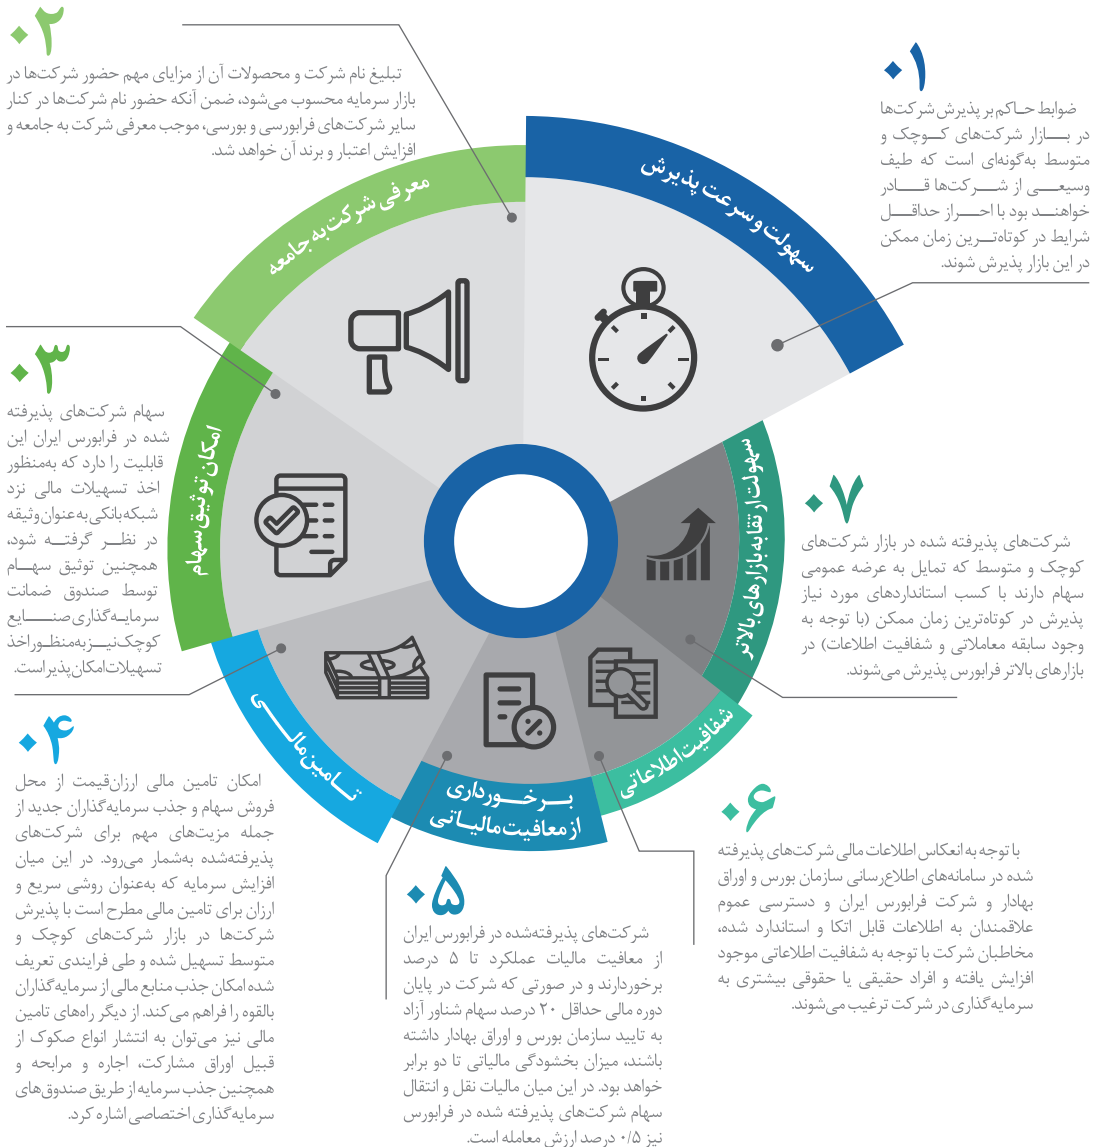 ۰۱
سهولت و سرعت پذیرش
ضوابط حاکم بر پذیرش شرکت‌ها
در بازار شرکت‌های کوچک و
متوسط به‌گونه‌ای است که طیف
وسیعی از شرکت‌ها قادر
خواهند بود با احراز حداقل
شرایط در کوتاه‌ترین زمان ممکن
در این بازار پذیرش شوند.
۰۲
معرفی شرکت به جامعه
تبلیغ نام شرکت و محصولات آن از مزایای مهم حضور شرکت‌ها در
بازار سرمایه محسوب می‌شود، ضمن آنکه حضور نام شرکت‌ها در کنار
سایر شرکت‌های فرابورسی و بورسی، موجب معرفی شرکت به جامعه و
افزایش اعتبار و برند آن خواهد شد.
۰۳
امکان توثیق سهام
سهام شرکت‌های پذیرفته
شده در فرابورس ایران این
قابلیت را دارد که به‌منظور
اخذ تسهیلات مالی نزد
شبکه بانکی به‌عنوان وثیقه
در نظر گرفته شود،
همچنین توثیق سهام
توسط صندوق ضمانت
سرمایه‌گذاری صنایع
کوچک نیز به‌منظور اخذ
تسهیلات امکان‌پذیر است.
۰۴
تامین مالی
امکان تامین مالی ارزان‌قیمت از محل
فروش سهام و جذب سرمایه‌گذاران جدید از
جمله مزیت‌های مهم برای شرکت‌های
پذیرفته‌شده به‌شمار می‌رود. در این میان
افزایش سرمایه که به‌عنوان روشی سریع و
ارزان برای تامین مالی مطرح است با پذیرش
شرکت‌ها در بازار شرکت‌های کوچک و
متوسط تسهیل شده و طی فرایندی تعریف
شده امکان جذب منابع مالی از سرمایه‌گذاران
بالقوه را فراهم می‌کند. از دیگر راه‌های تامین
مالی نیز می‌توان به انتشار انواع صکوک از
قبیل اوراق مشارکت، اجاره و مرابحه و
همچنین جذب سرمایه از طریق صندوق‌های
سرمایه‌گذاری اختصاصی اشاره کرد.
۰۵
برخورداری
از معافیت مالیاتی
شرکت‌های پذیرفته‌شده در فرابورس ایران
از معافیت مالیات عملکرد تا ۵ درصد
برخوردارند و در صورتی که شرکت در پایان
دوره مالی حداقل ۲۰ درصد سهام شناور آزاد
به تایید سازمان بورس و اوراق بهادار داشته
باشند، میزان بخشودگی مالیاتی تا دو برابر
خواهد بود. در این میان مالیات نقل و انتقال
سهام شرکت‌های پذیرفته شده در فرابورس
نیز ۰/۵ درصد ارزش معامله است.
۰۶
شفافیت اطلاعاتی
با توجه به انعکاس اطلاعات مالی شرکت‌های پذیرفته
شده در سامانه‌های اطلاع‌رسانی سازمان بورس و اوراق
بهادار و شرکت فرابورس ایران و دسترسی عموم
علاقمندان به اطلاعات قابل اتکا و استاندارد شده،
مخاطبان شرکت با توجه به شفافیت اطلاعاتی موجود
افزایش یافته و افراد حقیقی یا حقوقی بیشتری به
سرمایه‌گذاری در شرکت ترغیب می‌شوند.
۰۷
سهولت ارتقا به بازارهای بالاتر
شرکت‌های پذیرفته شده در بازار شرکت‌های
کوچک و متوسط که تمایل به عرضه عمومی
سهام دارند با کسب استانداردهای مورد نیاز
پذیرش در کوتاه‌ترین زمان ممکن (با توجه به
وجود سابقه معاملاتی و شفافیت اطلاعات) در
بازارهای بالاتر فرابورس پذیرش می‌شوند.